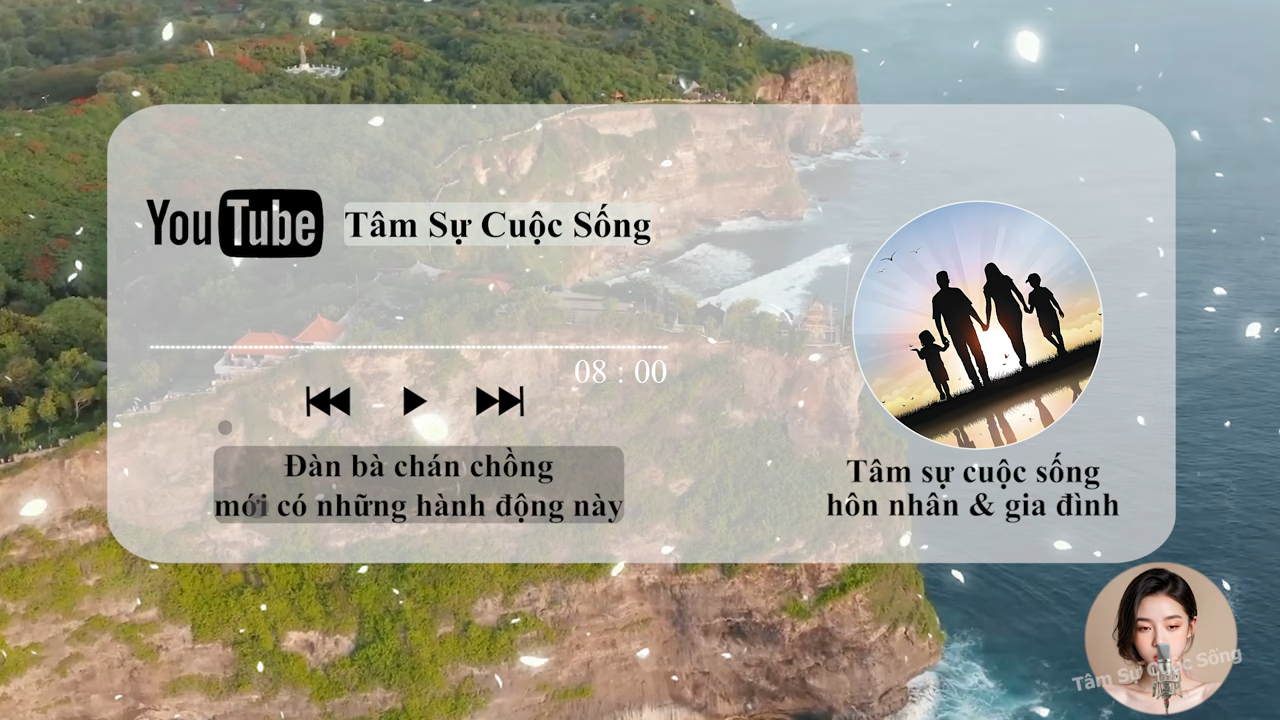 YouTube Tâm Sự Cuộc Sống
08 : 00
Đàn bà chán chồng
mới có những hành động này
Tâm sự cuộc sống
hôn nhân & gia đình
Tâm Sự Cuộc Sống